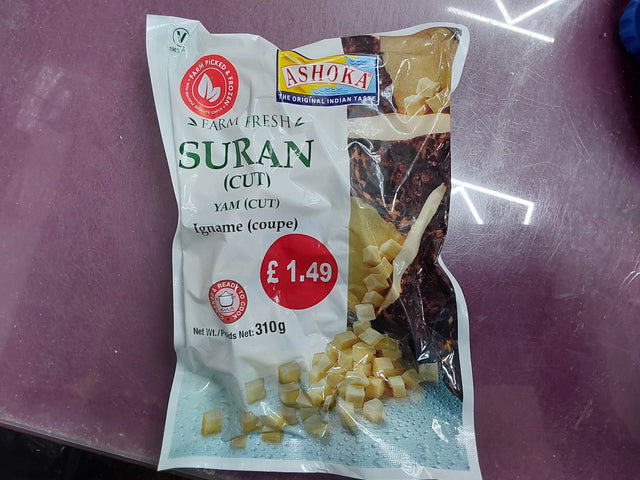 100%
FARM PICKED & FROZEN
ASHOKA
THE ORIGINAL INDIAN TASTE
FARM FRESH
SURAN
(CUT)
YAM (CUT)
Igname (coupe)
£ 1.49
& READY TO COOK
Net Wt./Poids Net: 310g